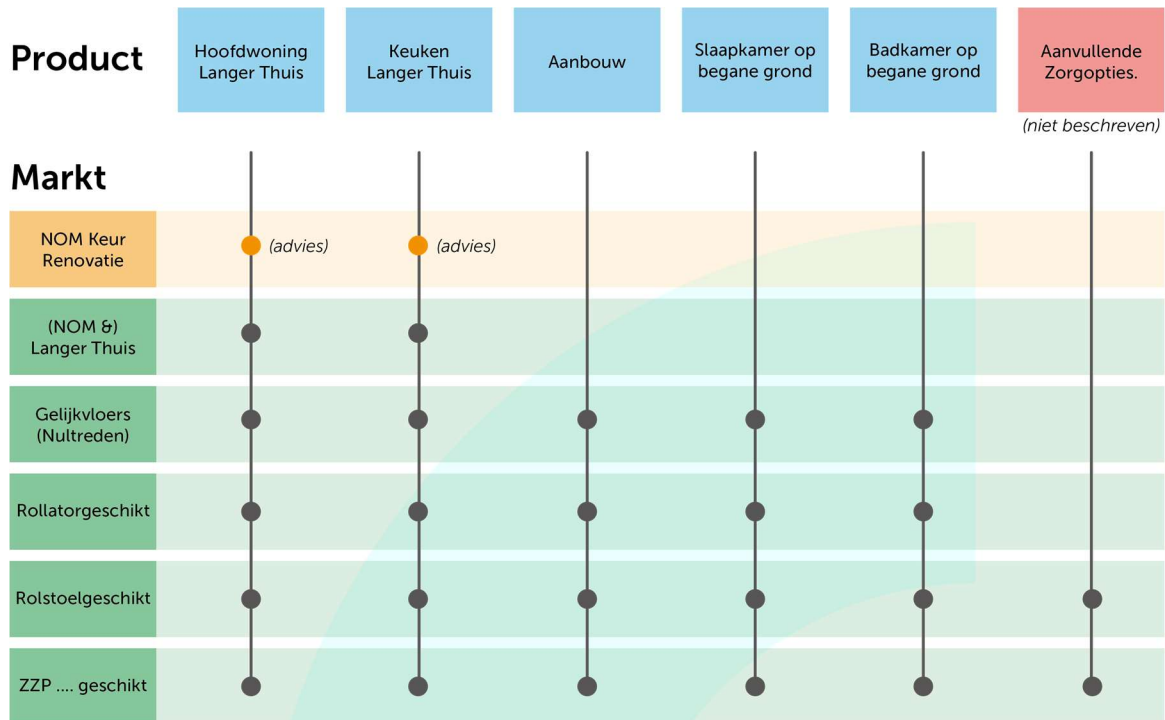 Product
Hoofdwoning
Langer Thuis
Keuken
Langer Thuis
Aanbouw
Slaapkamer op
begane grond
Badkamer op
begane grond
Aanvullende
Zorgopties.
(niet beschreven)
Markt
NOM Keur
Renovatie
(advies)
(advies)
(NOM &)
Langer Thuis
Gelijkvloers
(Nultreden)
Rollatorgeschikt
Rolstoelgeschikt
ZZP .... geschikt